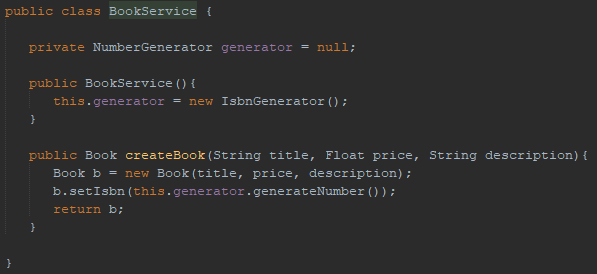 public class BookService {
private NumberGenerator generator = null;
public BookService(){
this.generator = new IsbnGenerator();
}
public Book createBook(String title, Float price, String description){
Book b = new Book(title, price, description);
b.setIsbn(this.generator.generateNumber());
return b;
}
}